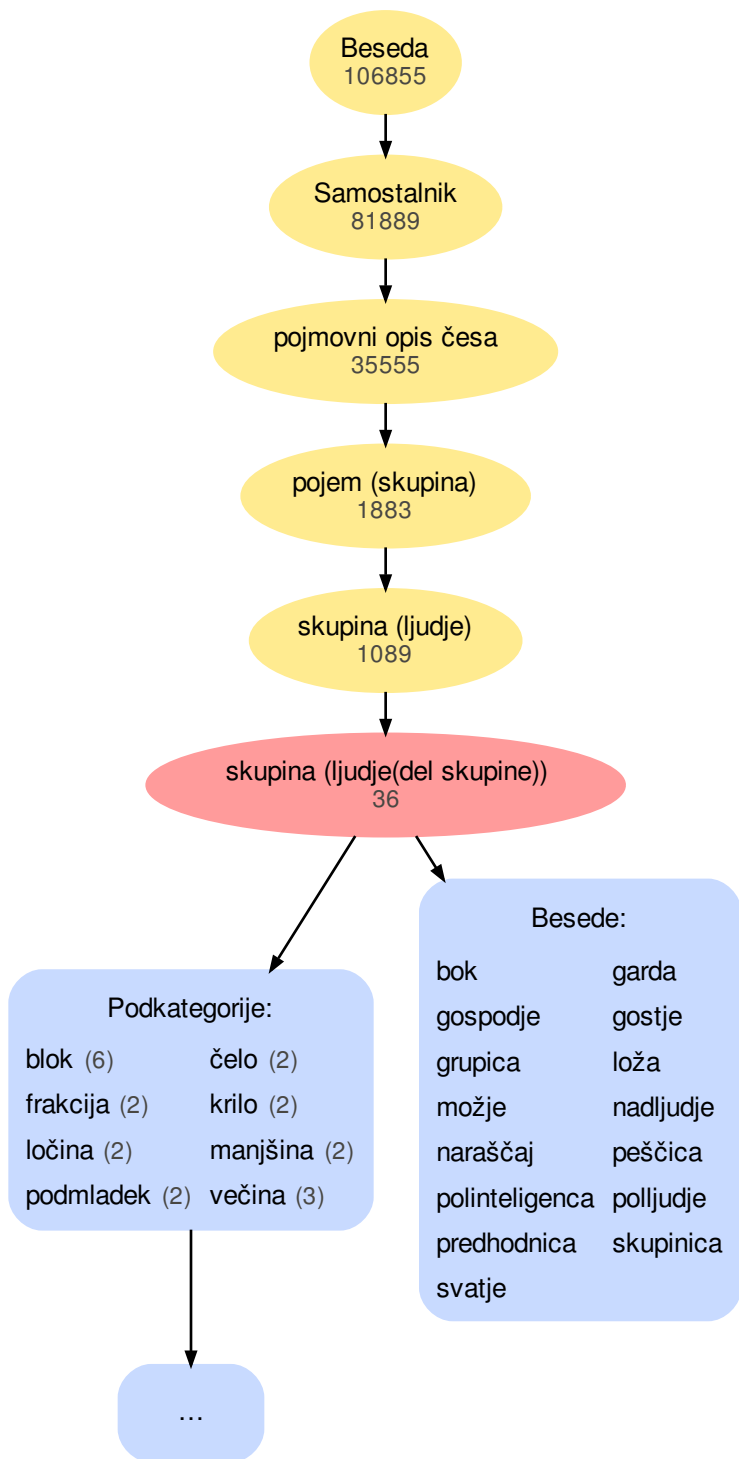 Beseda
106855
Samostalnik
81889
pojmovni opis česa
35555
pojem (skupina)
1883
skupina (ljudje)
1089
skupina (ljudje(del skupine))
36
Podkategorije:
blok (6) čelo (2)
frakcija (2) krilo (2)
ločina (2) manjšina (2)
podmladek (2) večina (3)
…
Besede:
bok garda
gospodje gostje
grupica loža
možje nadljudje
naraščaj peščica
polinteligenca polljudje
predhodnica skupinica
svatje